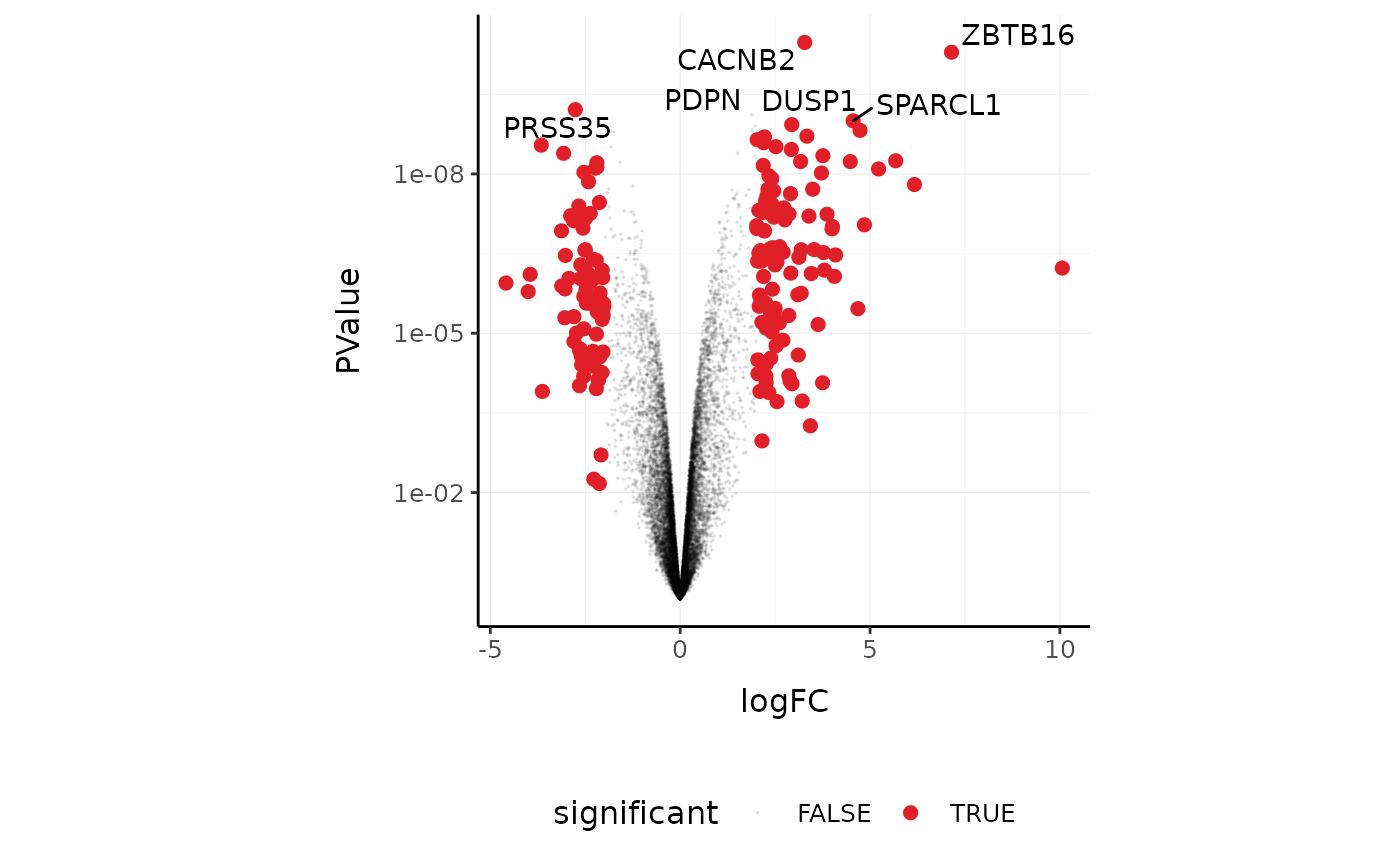 ZBTB16
CACNB2
PDPN DUSP1 SPARCL1
PRSS35
1e-08
1e-05
1e-02
PValue
-5 0 5 10
logFC
significant FALSE TRUE